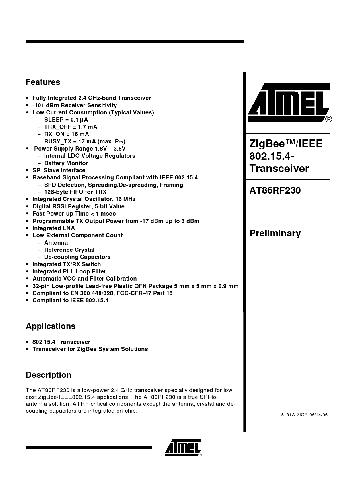 Features
• Fully Integrated 2.4 GHz-band Transceiver
• -101 dBm Receiver Sensitivity
• Low Current Consumption (Typical Values)
– SLEEP = 0.1 µA
– TRX_OFF = 1.7 mA
– RX_ON = 16 mA
– BUSY_TX = 17 mA (max
• Power Supply Range 1.8V – 3.6V
– Internal LDO Voltage Regulators
– Battery Monitor
• SPI Slave Interface
• Baseband Signal Processing Compliant with IEEE 802.15.4
– SFD Detection, Spreading/De-spreading, Framing
– 128-Byte FIFO for TRX
• Integrated Crystal Oscillator, 16 MHz
• Digital RSSI Register, 5 bit Value
• Fast Power-up Time < 1 msec
• Programmable TX Output Power from -17 dBm up to 3 dBm
• Integrated LNA
• Low External Component Count
– Antenna
– Reference Crystal
– De-coupling Capacitors
• Integrated TX/RX Switch
• Integrated PLL Loop Filter
• Automatic VCO and Filter Calibration
• 32-pin Low-profile Lead-free Plastic QFN Package 5 mm x 5 mm x 0.9 mm
• Compliant to EN 300 440/328, FCC-CFR-47 Part 15
• Compliant to IEEE 802.15.4
Applications
• 802.15.4 Transceiver
• Transceiver for ZigBee System Solutions
Description
The AT86RF230 is a low-power 2.4 GHz transceiver specially designed for low
cost ZigBee/IEEE802.15.4 applications. The AT86RF230 is a true SPI-to-
antenna solution. All RF-critical components except the antenna, crystal and de-
coupling capacitors are integrated on-chip.
ATMEL
®
ZigBee™/IEEE
802.15.4-
Transceiver
AT86RF230
Preliminary
ATMEL